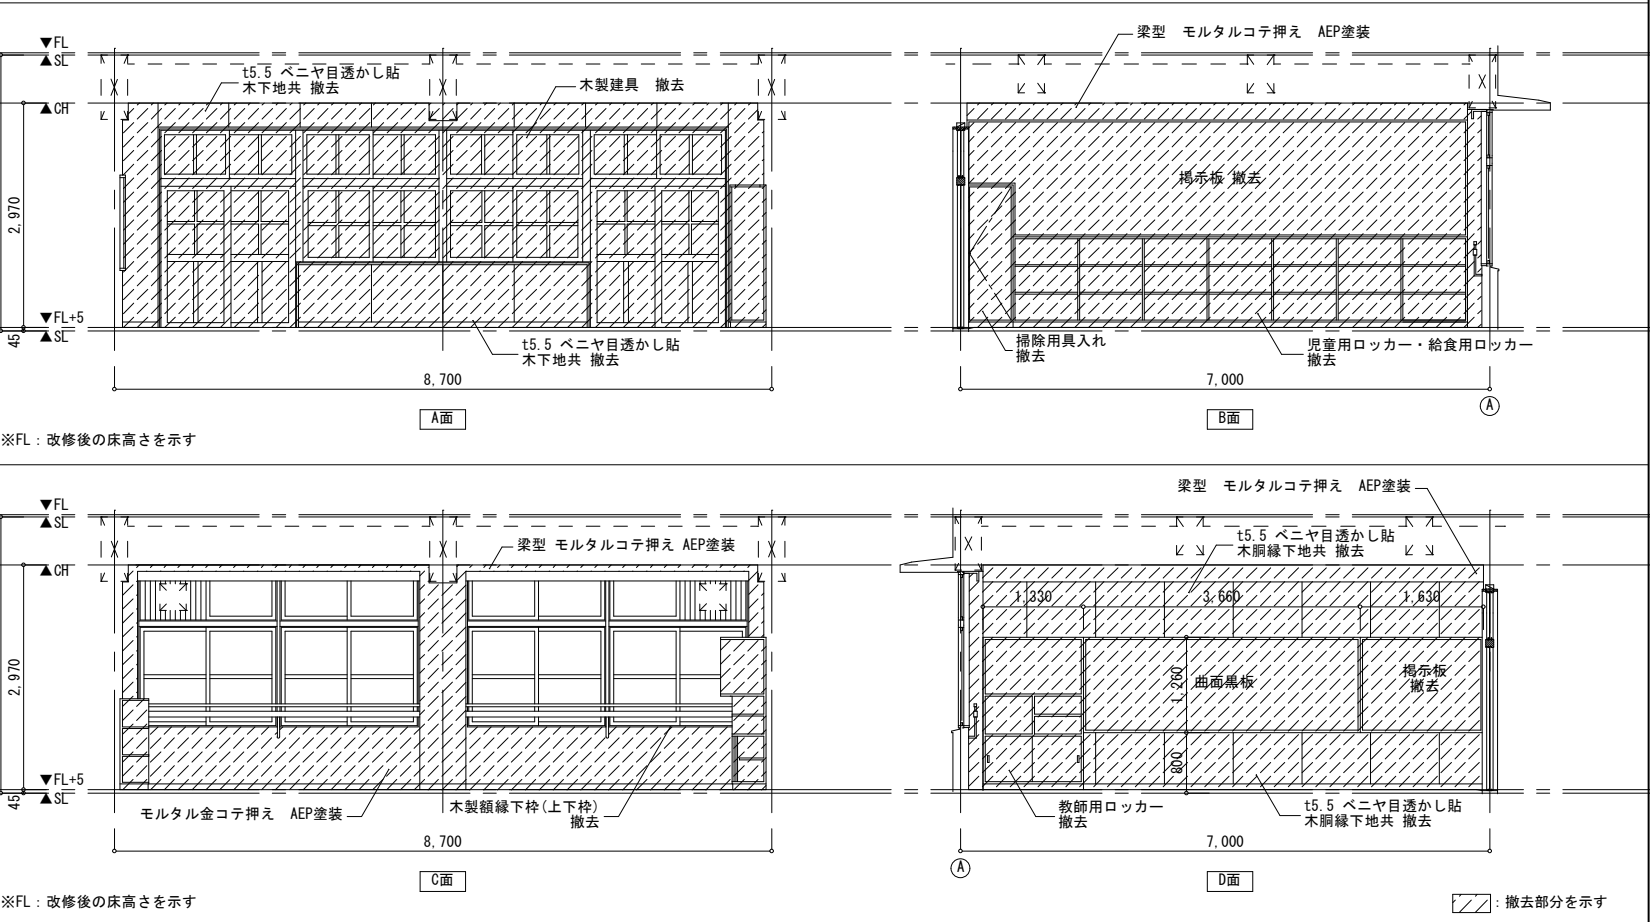 ▼FL
▲SL
t5.5 ベニヤ目透かし貼
木下地共 撤去
木製建具　撤去
▲CH
2,970
▼FL+5
▲SL
45
t5.5 ベニヤ目透かし貼
木下地共 撤去
8,700
A面
※FL：改修後の床高さを示す
梁型　モルタルコテ押え　AEP塗装
掲示板 撤去
掃除用具入れ
撤去
児童用ロッカー・給食用ロッカー
撤去
7,000
A
B面
▼FL
▲SL
梁型 モルタルコテ押え AEP塗装
▲CH
2,970
▼FL+5
▲SL
45
モルタル金コテ押え　AEP塗装
木製額縁下枠(上下枠)
撤去
8,700
C面
※FL：改修後の床高さを示す
梁型　モルタルコテ押え　AEP塗装
t5.5 ベニヤ目透かし貼
木胴縁下地共 撤去
1,330
3,660
1,630
1,260
曲面黒板
掲示板
撤去
800
教師用ロッカー
撤去
t5.5 ベニヤ目透かし貼
木胴縁下地共 撤去
7,000
A
D面
：撤去部分を示す